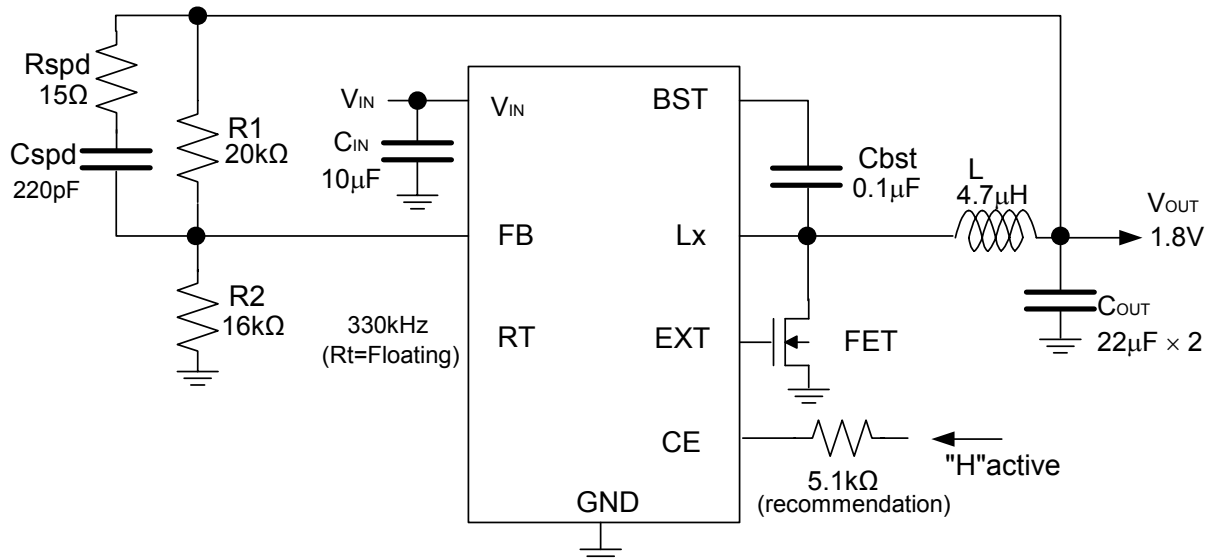 Rspd
15Ω
Cspd
220pF
R1
20kΩ
R2
16kΩ
VIN
CIN
10μF
330kHz
(Rt=Floating)
VIN
FB
RT
BST
Lx
EXT
CE
GND
Cbst
0.1μF
L
4.7μH
VOUT
1.8V
COUT
22μF × 2
FET
5.1kΩ
(recommendation)
"H"active